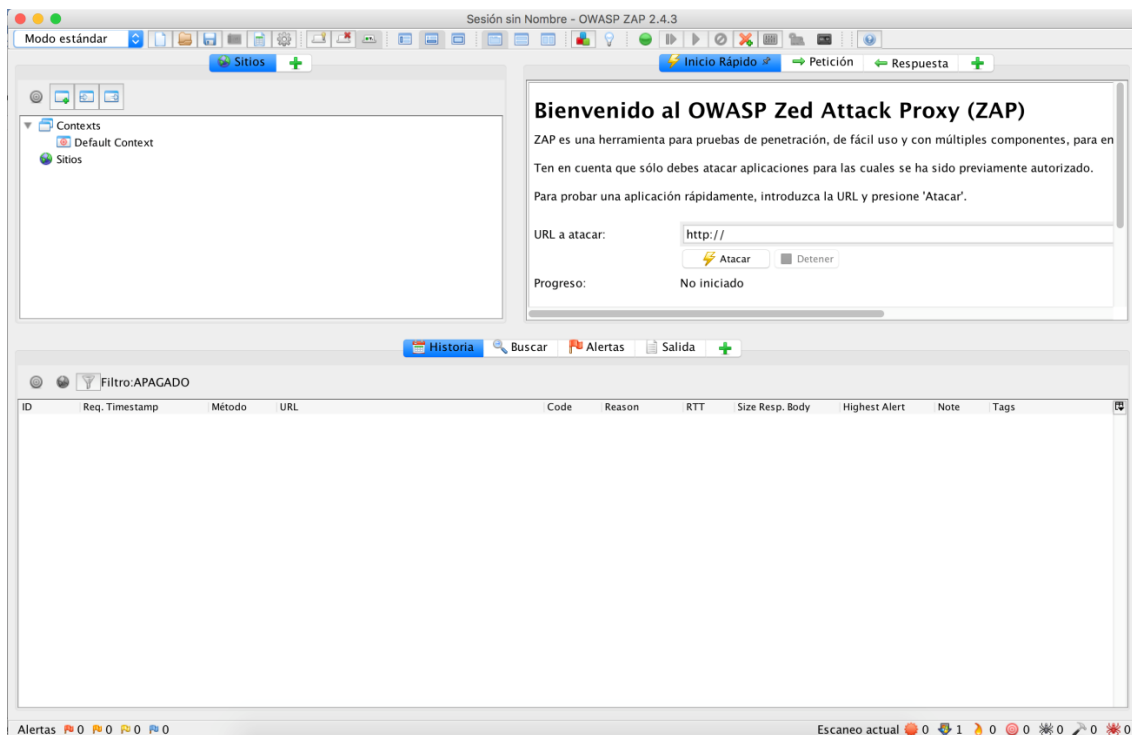 Sesión sin Nombre - OWASP ZAP 2.4.3
Modo estándar
Sitios
Inicio Rápido
Petición
Respuesta
Contexts
Default Context
Sitios
Bienvenido al OWASP Zed Attack Proxy (ZAP)
ZAP es una herramienta para pruebas de penetración, de fácil uso y con múltiples componentes, para en
Ten en cuenta que sólo debes atacar aplicaciones para las cuales se ha sido previamente autorizado.
Para probar una aplicación rápidamente, introduzca la URL y presione 'Atacar'.
URL a atacar:
http://
Atacar
Detener
Progreso:
No iniciado
Historia
Buscar
Alertas
Salida
Filtro:APAGADO
ID Req. Timestamp Método URL Code Reason RTT Size Resp. Body Highest Alert Note Tags
Alertas 0 0 0 0 Escaneo actual 0 1 0 0 0 0 0